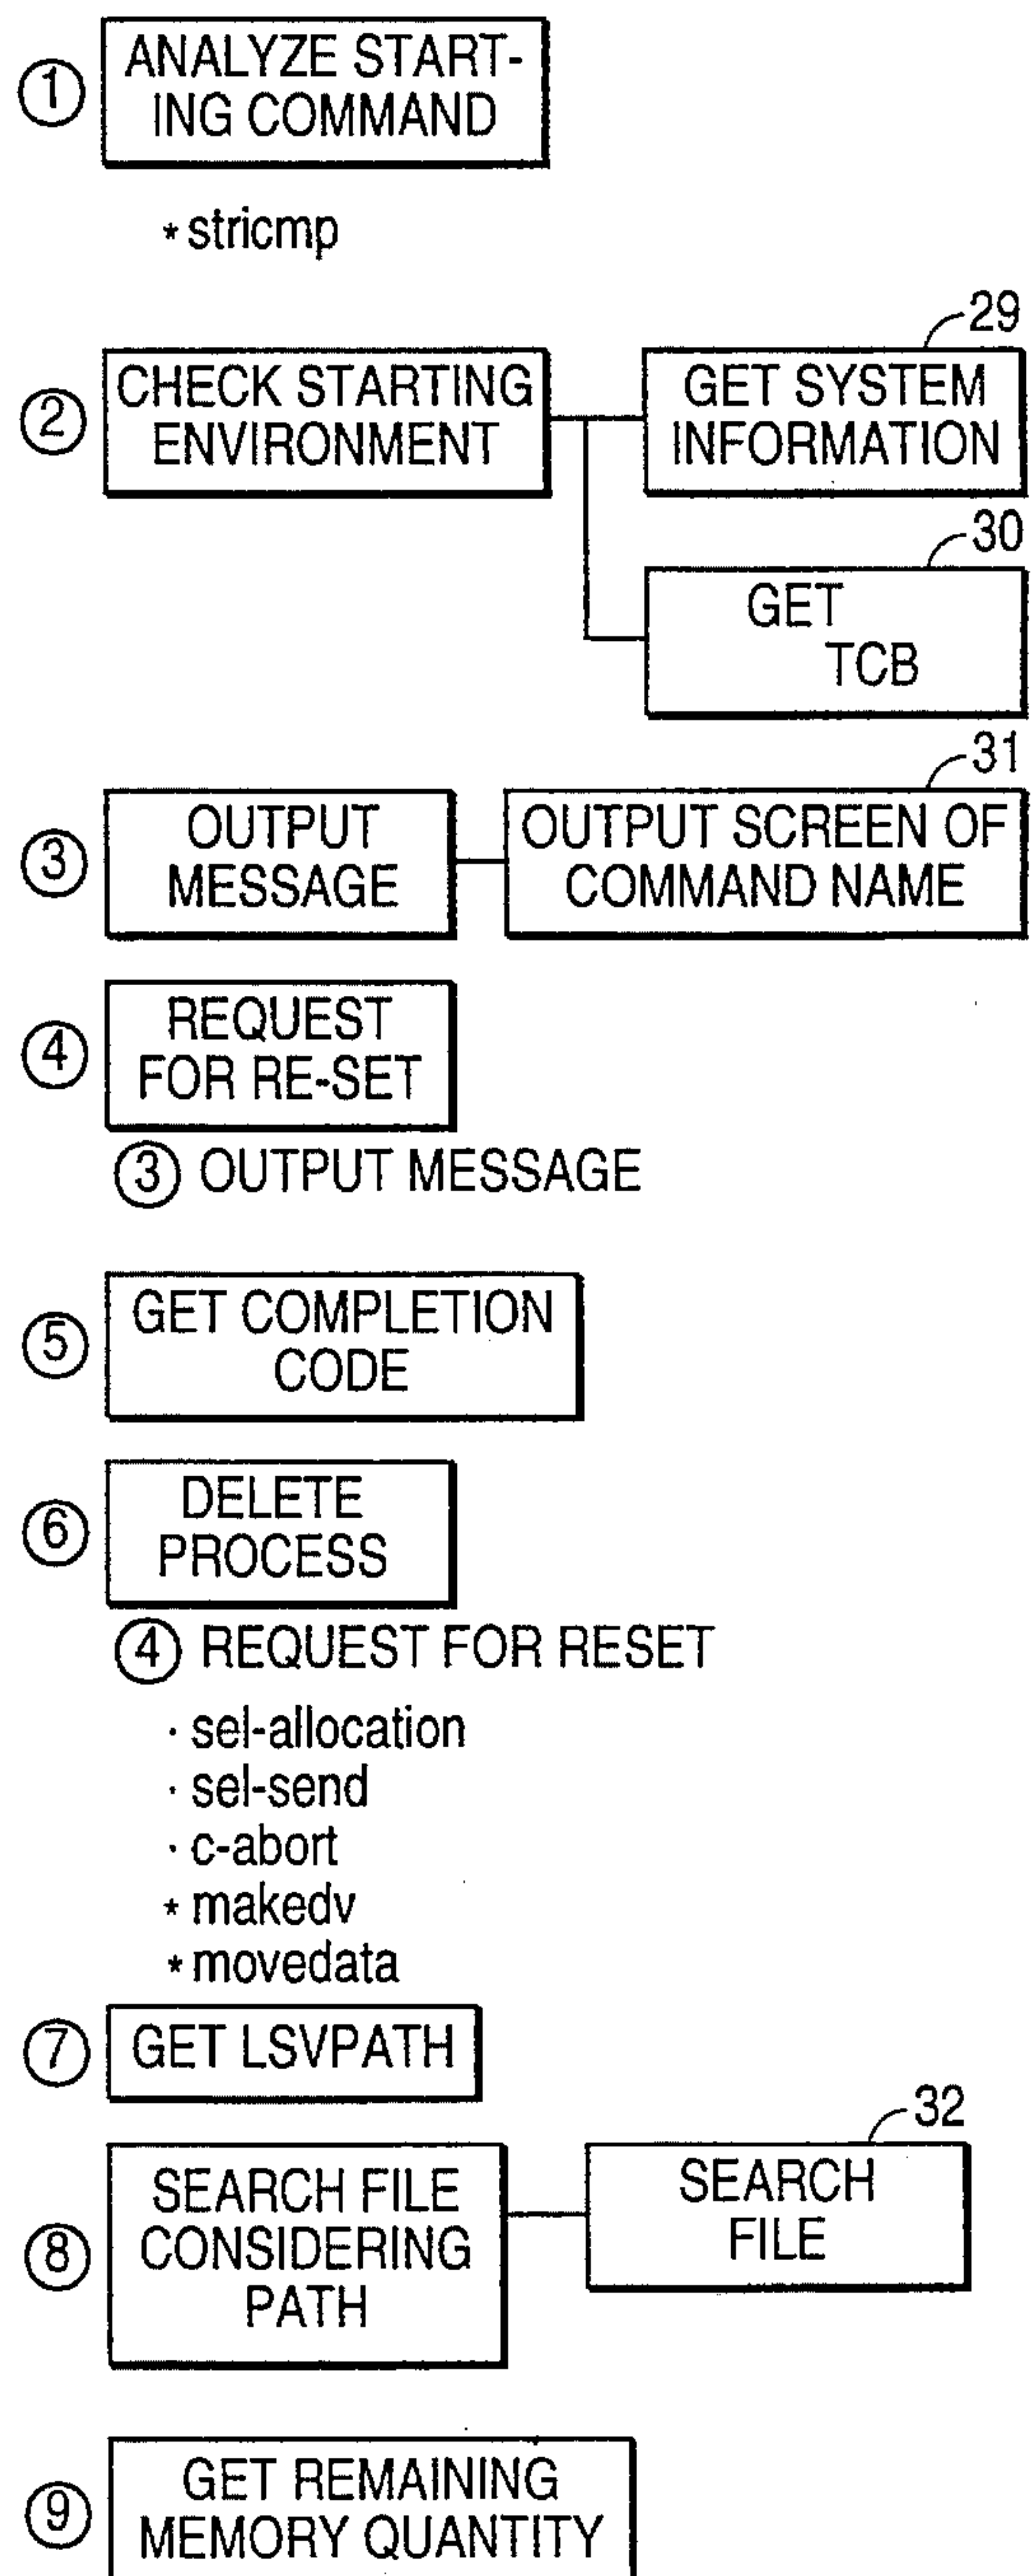 ① ANALYZE START-
ING COMMAND
* stricmp
29
② CHECK STARTING
ENVIRONMENT
GET SYSTEM
INFORMATION
30
GET
TCB
31
③ OUTPUT
MESSAGE
OUTPUT SCREEN OF
COMMAND NAME
④ REQUEST
FOR RE-SET
③ OUTPUT MESSAGE
⑤ GET COMPLETION
CODE
⑥ DELETE
PROCESS
④ REQUEST FOR RESET
· sel-allocation
· sel-send
· c-abort
* makedv
* movedata
⑦ GET LSVPATH
32
⑧ SEARCH FILE
CONSIDERING
PATH
SEARCH
FILE
⑨ GET REMAINING
MEMORY QUANTITY